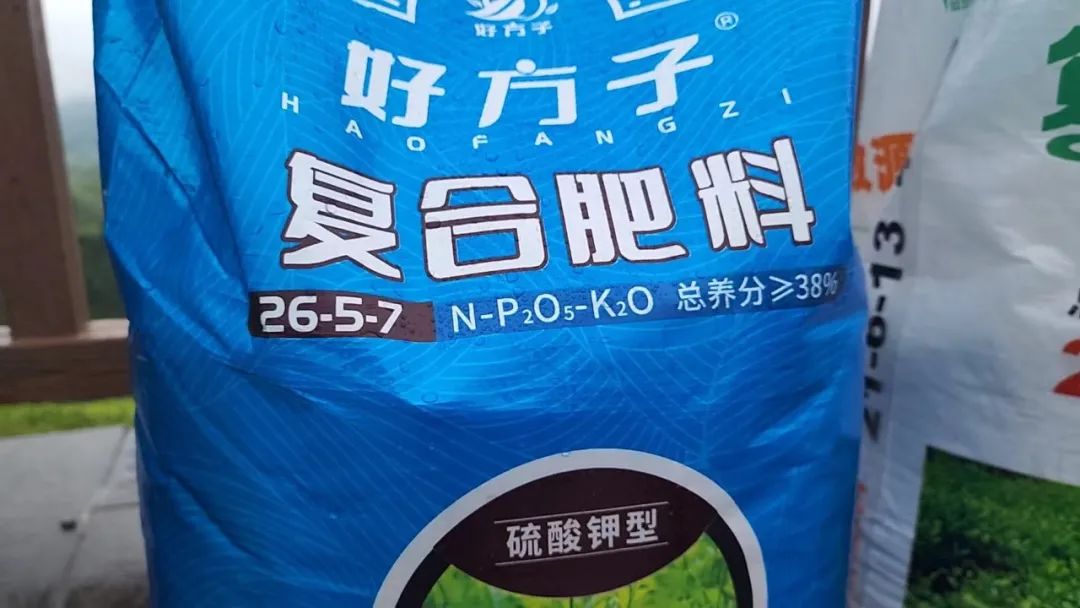 好方子
好方子®
HAOFANGZI
复合肥料
26-5-7 N-P₂O₅-K₂O 总养分≥38%
硫酸钾型